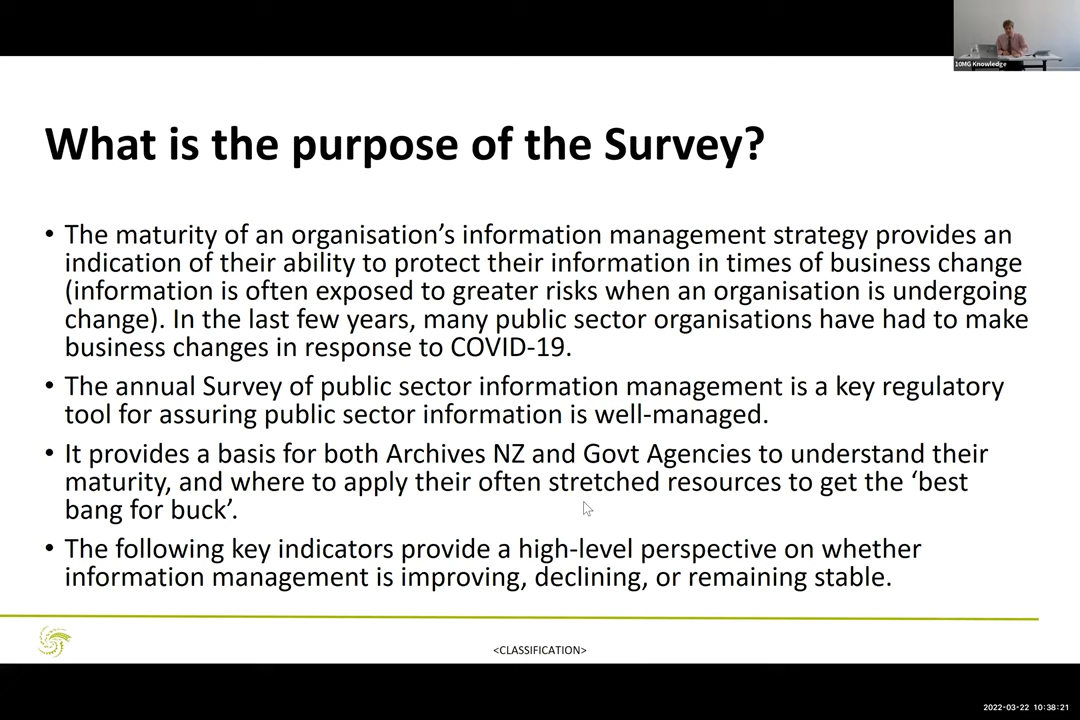 10MG Knowledge
What is the purpose of the Survey?
• The maturity of an organisation's information management strategy provides an
indication of their ability to protect their information in times of business change
(information is often exposed to greater risks when an organisation is undergoing
change). In the last few years, many public sector organisations have had to make
business changes in response to COVID-19.
• The annual Survey of public sector information management is a key regulatory
tool for assuring public sector information is well-managed.
• It provides a basis for both Archives NZ and Govt Agencies to understand their
maturity, and where to apply their often stretched resources to get the ‘best
bang for buck’.
• The following key indicators provide a high-level perspective on whether
information management is improving, declining, or remaining stable.
<CLASSIFICATION>
2022-03-22 10:38:21